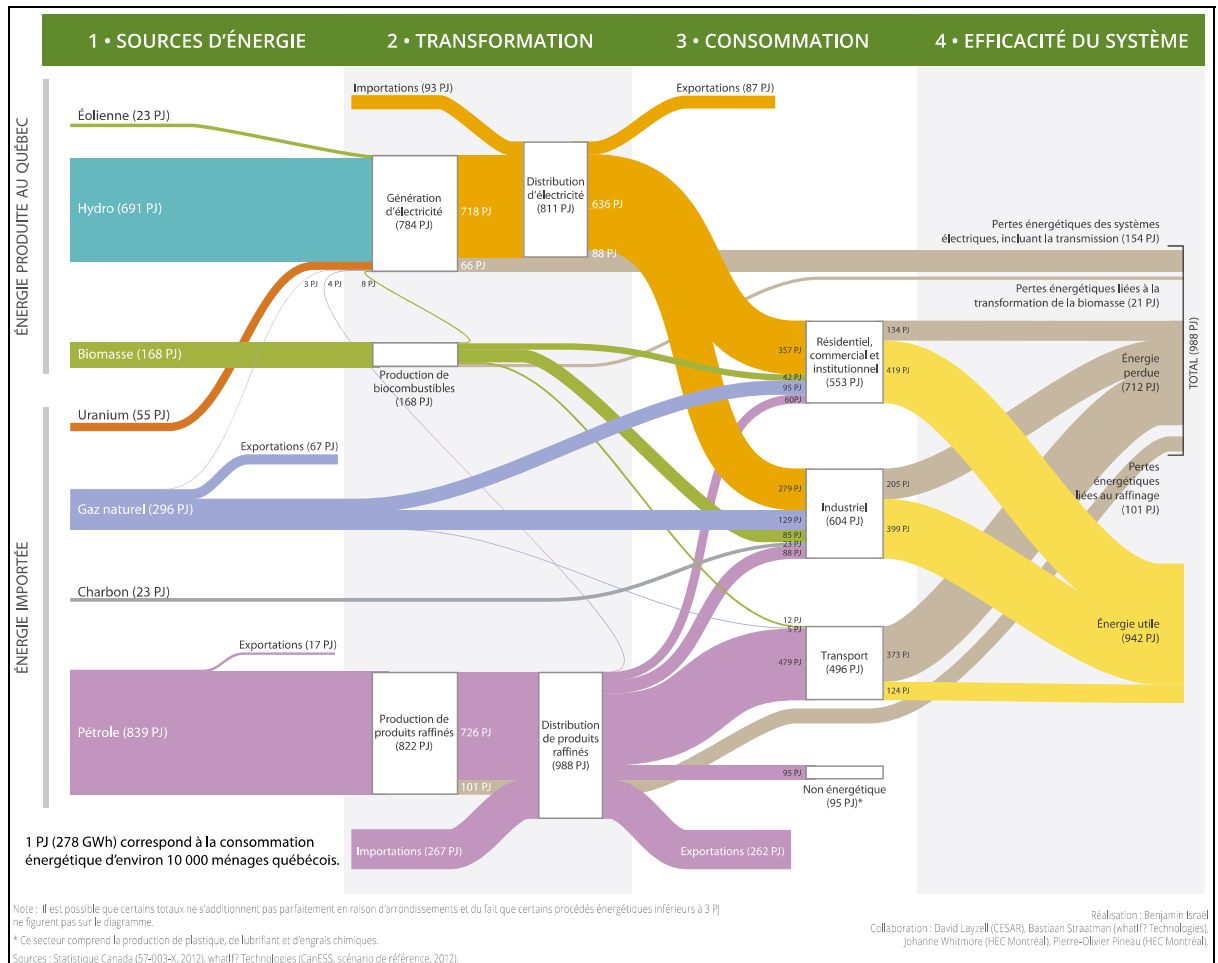 1 • SOURCES D'ÉNERGIE
2 • TRANSFORMATION
3 • CONSOMMATION
4 • EFFICACITÉ DU SYSTÈME
ÉNERGIE PRODUITE AU QUÉBEC
ÉNERGIE IMPORTÉE
Éolienne (23 PJ)
Hydro (691 PJ)
Biomasse (168 PJ)
Uranium (55 PJ)
Exportations (67 PJ)
Gaz naturel (296 PJ)
Charbon (23 PJ)
Exportations (17 PJ)
Pétrole (839 PJ)
Importations (93 PJ)
Génération
d'électricité
(784 PJ)
718 PJ
66 PJ
3 PJ
4 PJ
8 PJ
Distribution
d'électricité
(811 PJ)
636 PJ
88 PJ
Production de
biocombustibles
(168 PJ)
Production de
produits raffinés
(822 PJ)
726 PJ
101 PJ
Distribution
de produits
raffinés
(988 PJ)
Importations (267 PJ)
Exportations (87 PJ)
357 PJ
42 PJ
95 PJ
60PJ
Résidentiel,
commercial et
institutionnel
(553 PJ)
134 PJ
419 PJ
279 PJ
129 PJ
85 PJ
23 PJ
88 PJ
Industriel
(604 PJ)
205 PJ
399 PJ
12 PJ
5 PJ
479 PJ
Transport
(496 PJ)
373 PJ
124 PJ
95 PJ
Non énergétique
(95 PJ)*
Exportations (262 PJ)
Pertes énergétiques des systèmes
électriques, incluant la transmission (154 PJ)
Pertes énergétiques liées à la
transformation de la biomasse (21 PJ)
Énergie
perdue
(712 PJ)
TOTAL (988 PJ)
Pertes
énergétiques
liées au raffinage
(101 PJ)
Énergie utile
(942 PJ)
1 PJ (278 GWh) correspond à la consommation
énergétique d'environ 10 000 ménages québécois.
Note : Il est possible que certains totaux ne s'additionnent pas parfaitement en raison d'arrondissements et du fait que certains procédés énergétiques inférieurs à 3 PJ
ne figurent pas sur le diagramme.
* Ce secteur comprend la production de plastique, de lubrifiant et d'engrais chimiques.
Sources : Statistique Canada (57-003-X, 2012), whatIf? Technologies (CanESS, scénario de référence, 2012).
Réalisation : Benjamin Israël
Collaboration : David Layzell (CESAR), Bastiaan Straatman (whatIf? Technologies),
Johanne Whitmore (HEC Montréal), Pierre-Olivier Pineau (HEC Montréal).